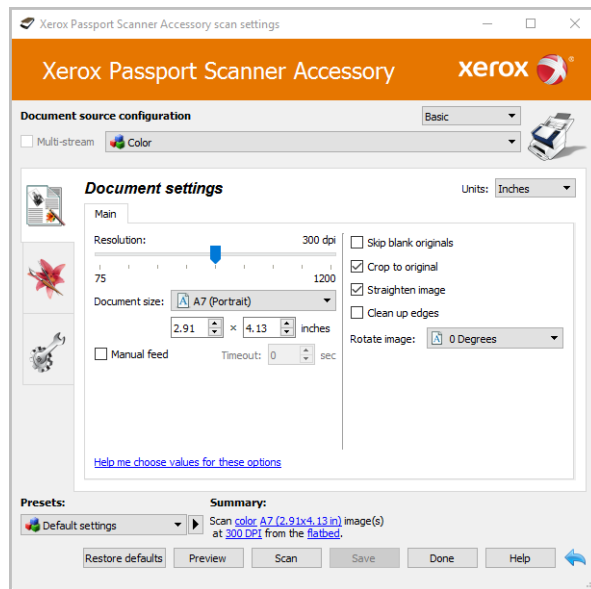 Xerox Passport Scanner Accessory scan settings
Xerox Passport Scanner Accessory
xerox
Document source configuration
Basic
Multi-stream
Color
Document settings
Units: Inches
Main
Resolution: 300 dpi
75 1200
Document size: A7 (Portrait)
2.91 × 4.13 inches
Manual feed Timeout: 0 sec
Skip blank originals
Crop to original
Straighten image
Clean up edges
Rotate image: 0 Degrees
Help me choose values for these options
Presets:
Default settings
Summary:
Scan color A7 (2.91x4.13 in) image(s)
at 300 DPI from the flatbed.
Restore defaults Preview Scan Save Done Help